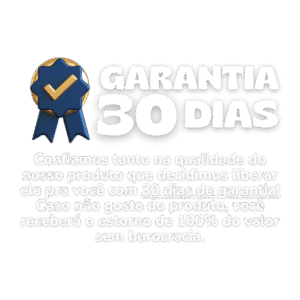 GARANTIA
30 DIAS
Confiamos tanto na qualidade do
nosso produto que decidimos liberar
ele pra você com 30 dias de garantia!
Caso não goste do produto, você
receberá o estorno de 100% do valor
sem burocracia.